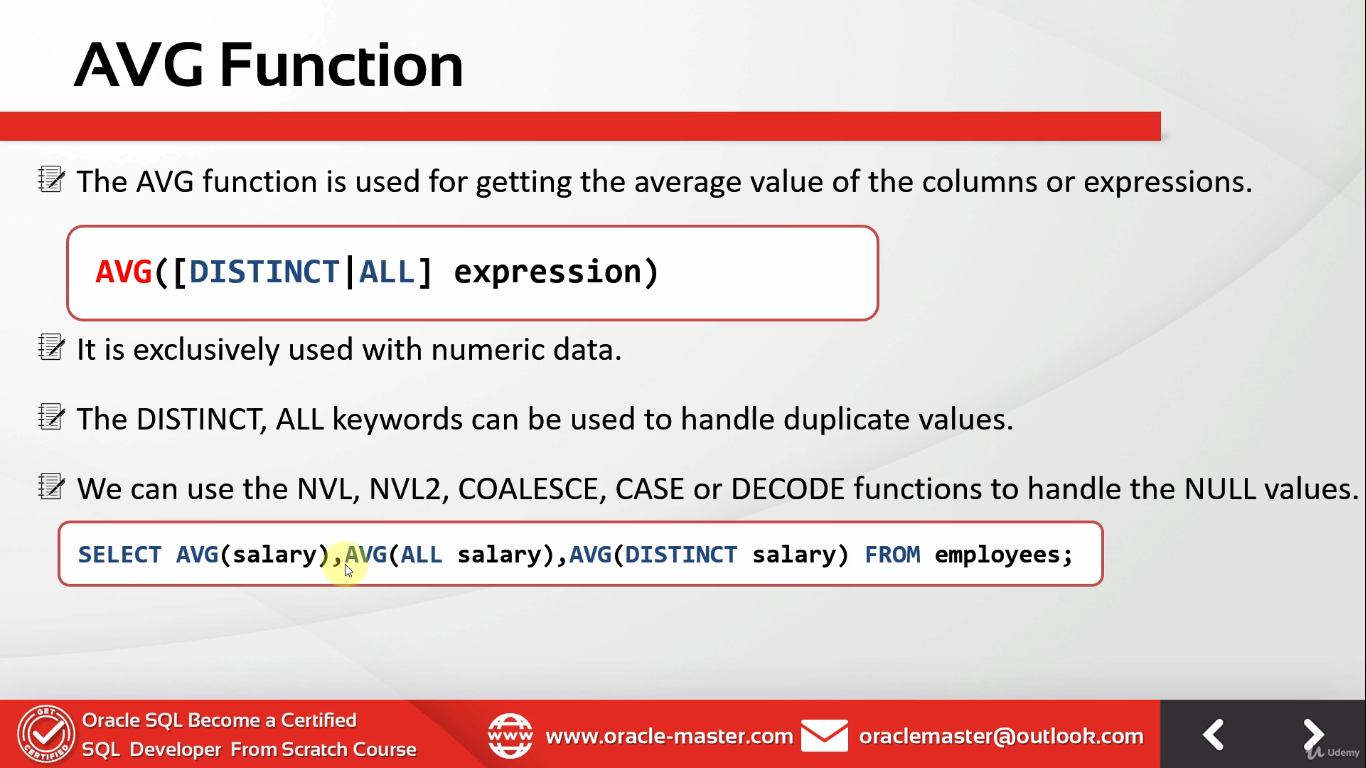 AVG Function
The AVG function is used for getting the average value of the columns or expressions.
AVG([DISTINCT|ALL] expression)
It is exclusively used with numeric data.
The DISTINCT, ALL keywords can be used to handle duplicate values.
We can use the NVL, NVL2, COALESCE, CASE or DECODE functions to handle the NULL values.
SELECT AVG(salary),AVG(ALL salary),AVG(DISTINCT salary) FROM employees;
GET
CERTIFIED
Oracle SQL Become a Certified
SQL Developer From Scratch Course
WWW
www.oracle-master.com
oraclemaster@outlook.com
Udemy